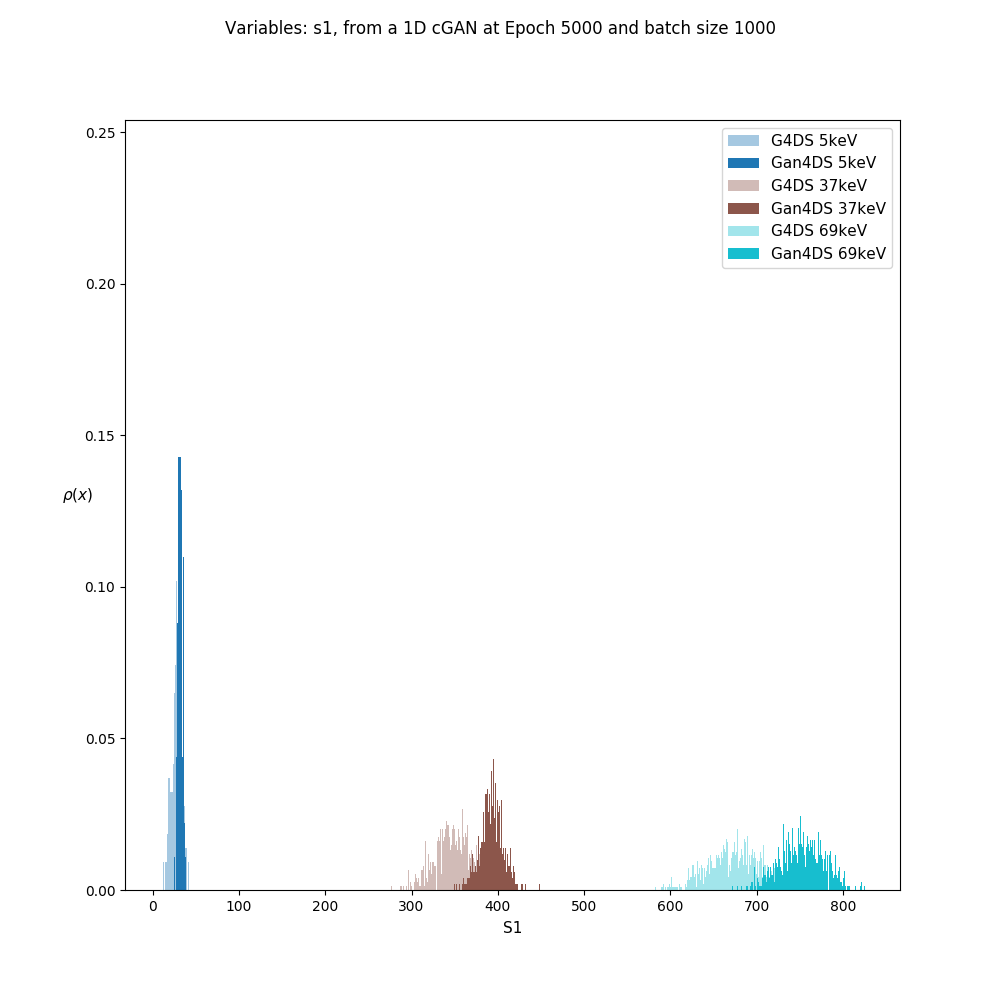 Variables: s1, from a 1D cGAN at Epoch 5000 and batch size 1000
0.25
0.20
0.15
0.10
0.05
0.00
ρ(x)
G4DS 5keV
Gan4DS 5keV
G4DS 37keV
Gan4DS 37keV
G4DS 69keV
Gan4DS 69keV
0 100 200 300 400 500 600 700 800
S1